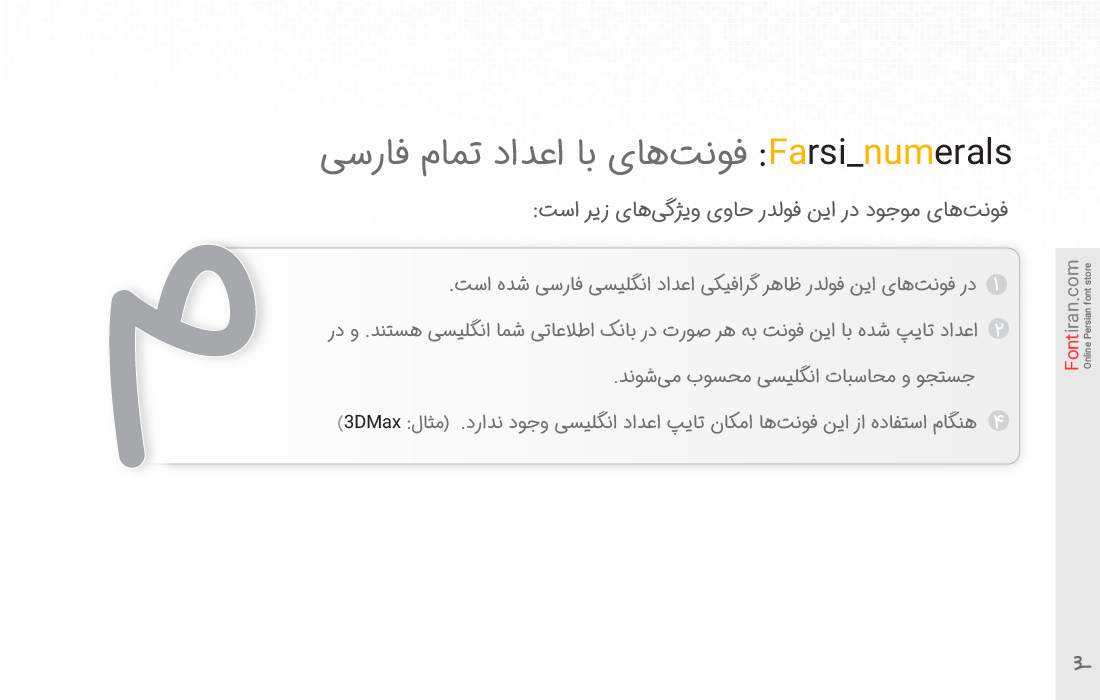 Farsi_numerals: فونت‌های با اعداد تمام فارسی
فونت‌های موجود در این فولدر حاوی ویژگی‌های زیر است:
۱ در فونت‌های این فولدر ظاهر گرافیکی اعداد انگلیسی فارسی شده است.
۲ اعداد تایپ شده با این فونت به هر صورت در بانک اطلاعاتی شما انگلیسی هستند. و در
جستجو و محاسبات انگلیسی محسوب می‌شوند.
۴ هنگام استفاده از این فونت‌ها امکان تایپ اعداد انگلیسی وجود ندارد. (مثال: 3DMax)
م
Fontiran.com
Online Persian font store
۳